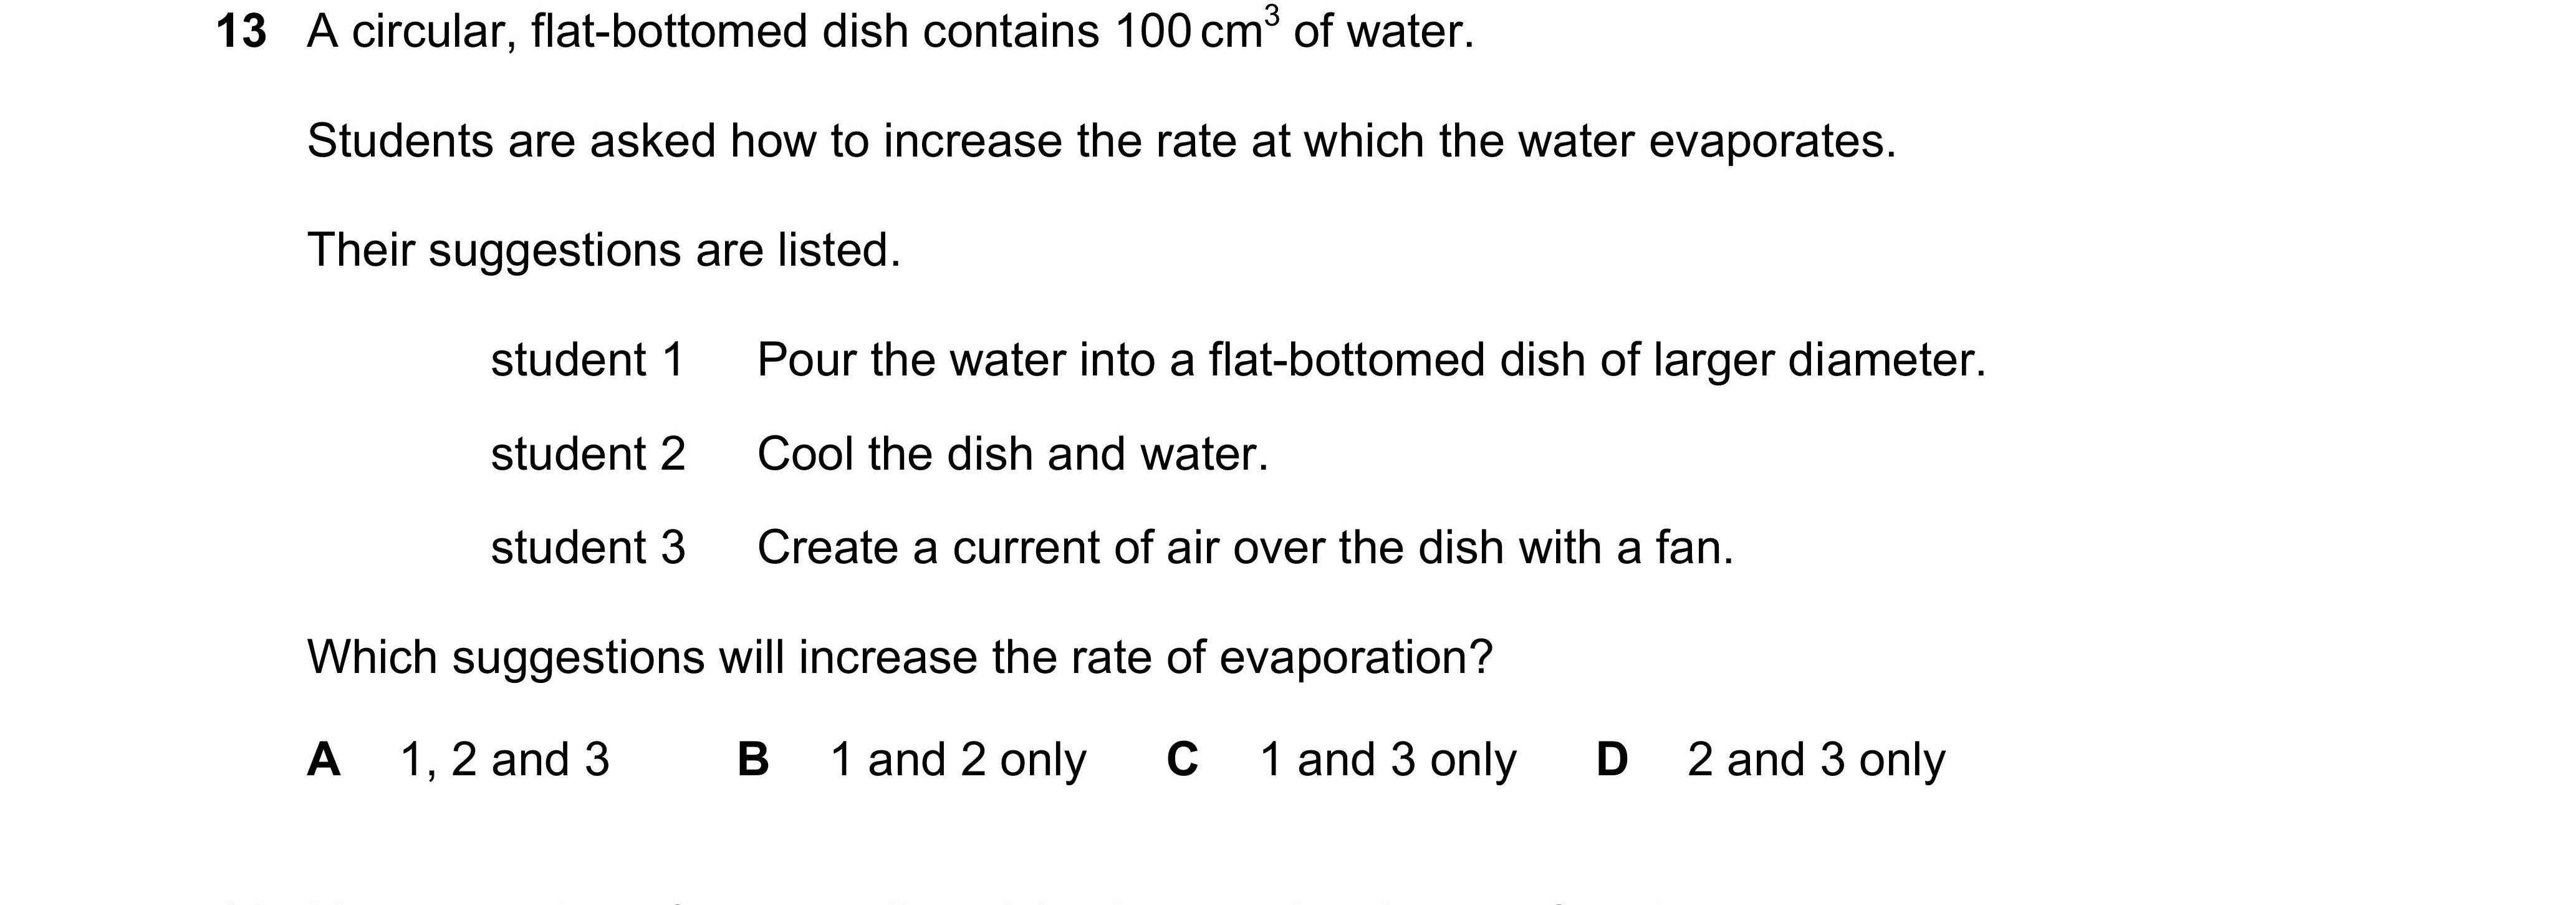 13 A circular, flat-bottomed dish contains 100 cm³ of water.
Students are asked how to increase the rate at which the water evaporates.
Their suggestions are listed.
student 1 Pour the water into a flat-bottomed dish of larger diameter.
student 2 Cool the dish and water.
student 3 Create a current of air over the dish with a fan.
Which suggestions will increase the rate of evaporation?
A 1, 2 and 3 B 1 and 2 only C 1 and 3 only D 2 and 3 only